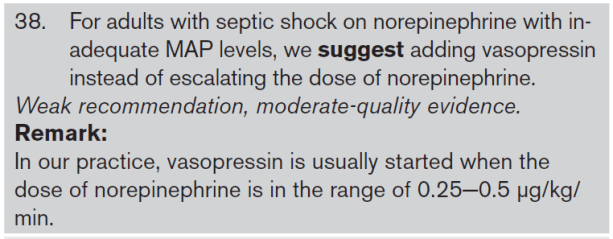 38. For adults with septic shock on norepinephrine with in-
adequate MAP levels, we suggest adding vasopressin
instead of escalating the dose of norepinephrine.
Weak recommendation, moderate-quality evidence.
Remark:
In our practice, vasopressin is usually started when the
dose of norepinephrine is in the range of 0.25–0.5 μg/kg/
min.